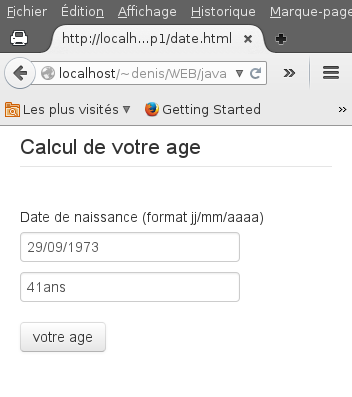 Fichier Édition Affichage Historique Marque-page
http://localh...p1/date.html
localhost/~denis/WEB/java
Les plus visités Getting Started
Calcul de votre age
Date de naissance (format jj/mm/aaaa)
29/09/1973
41ans
votre age